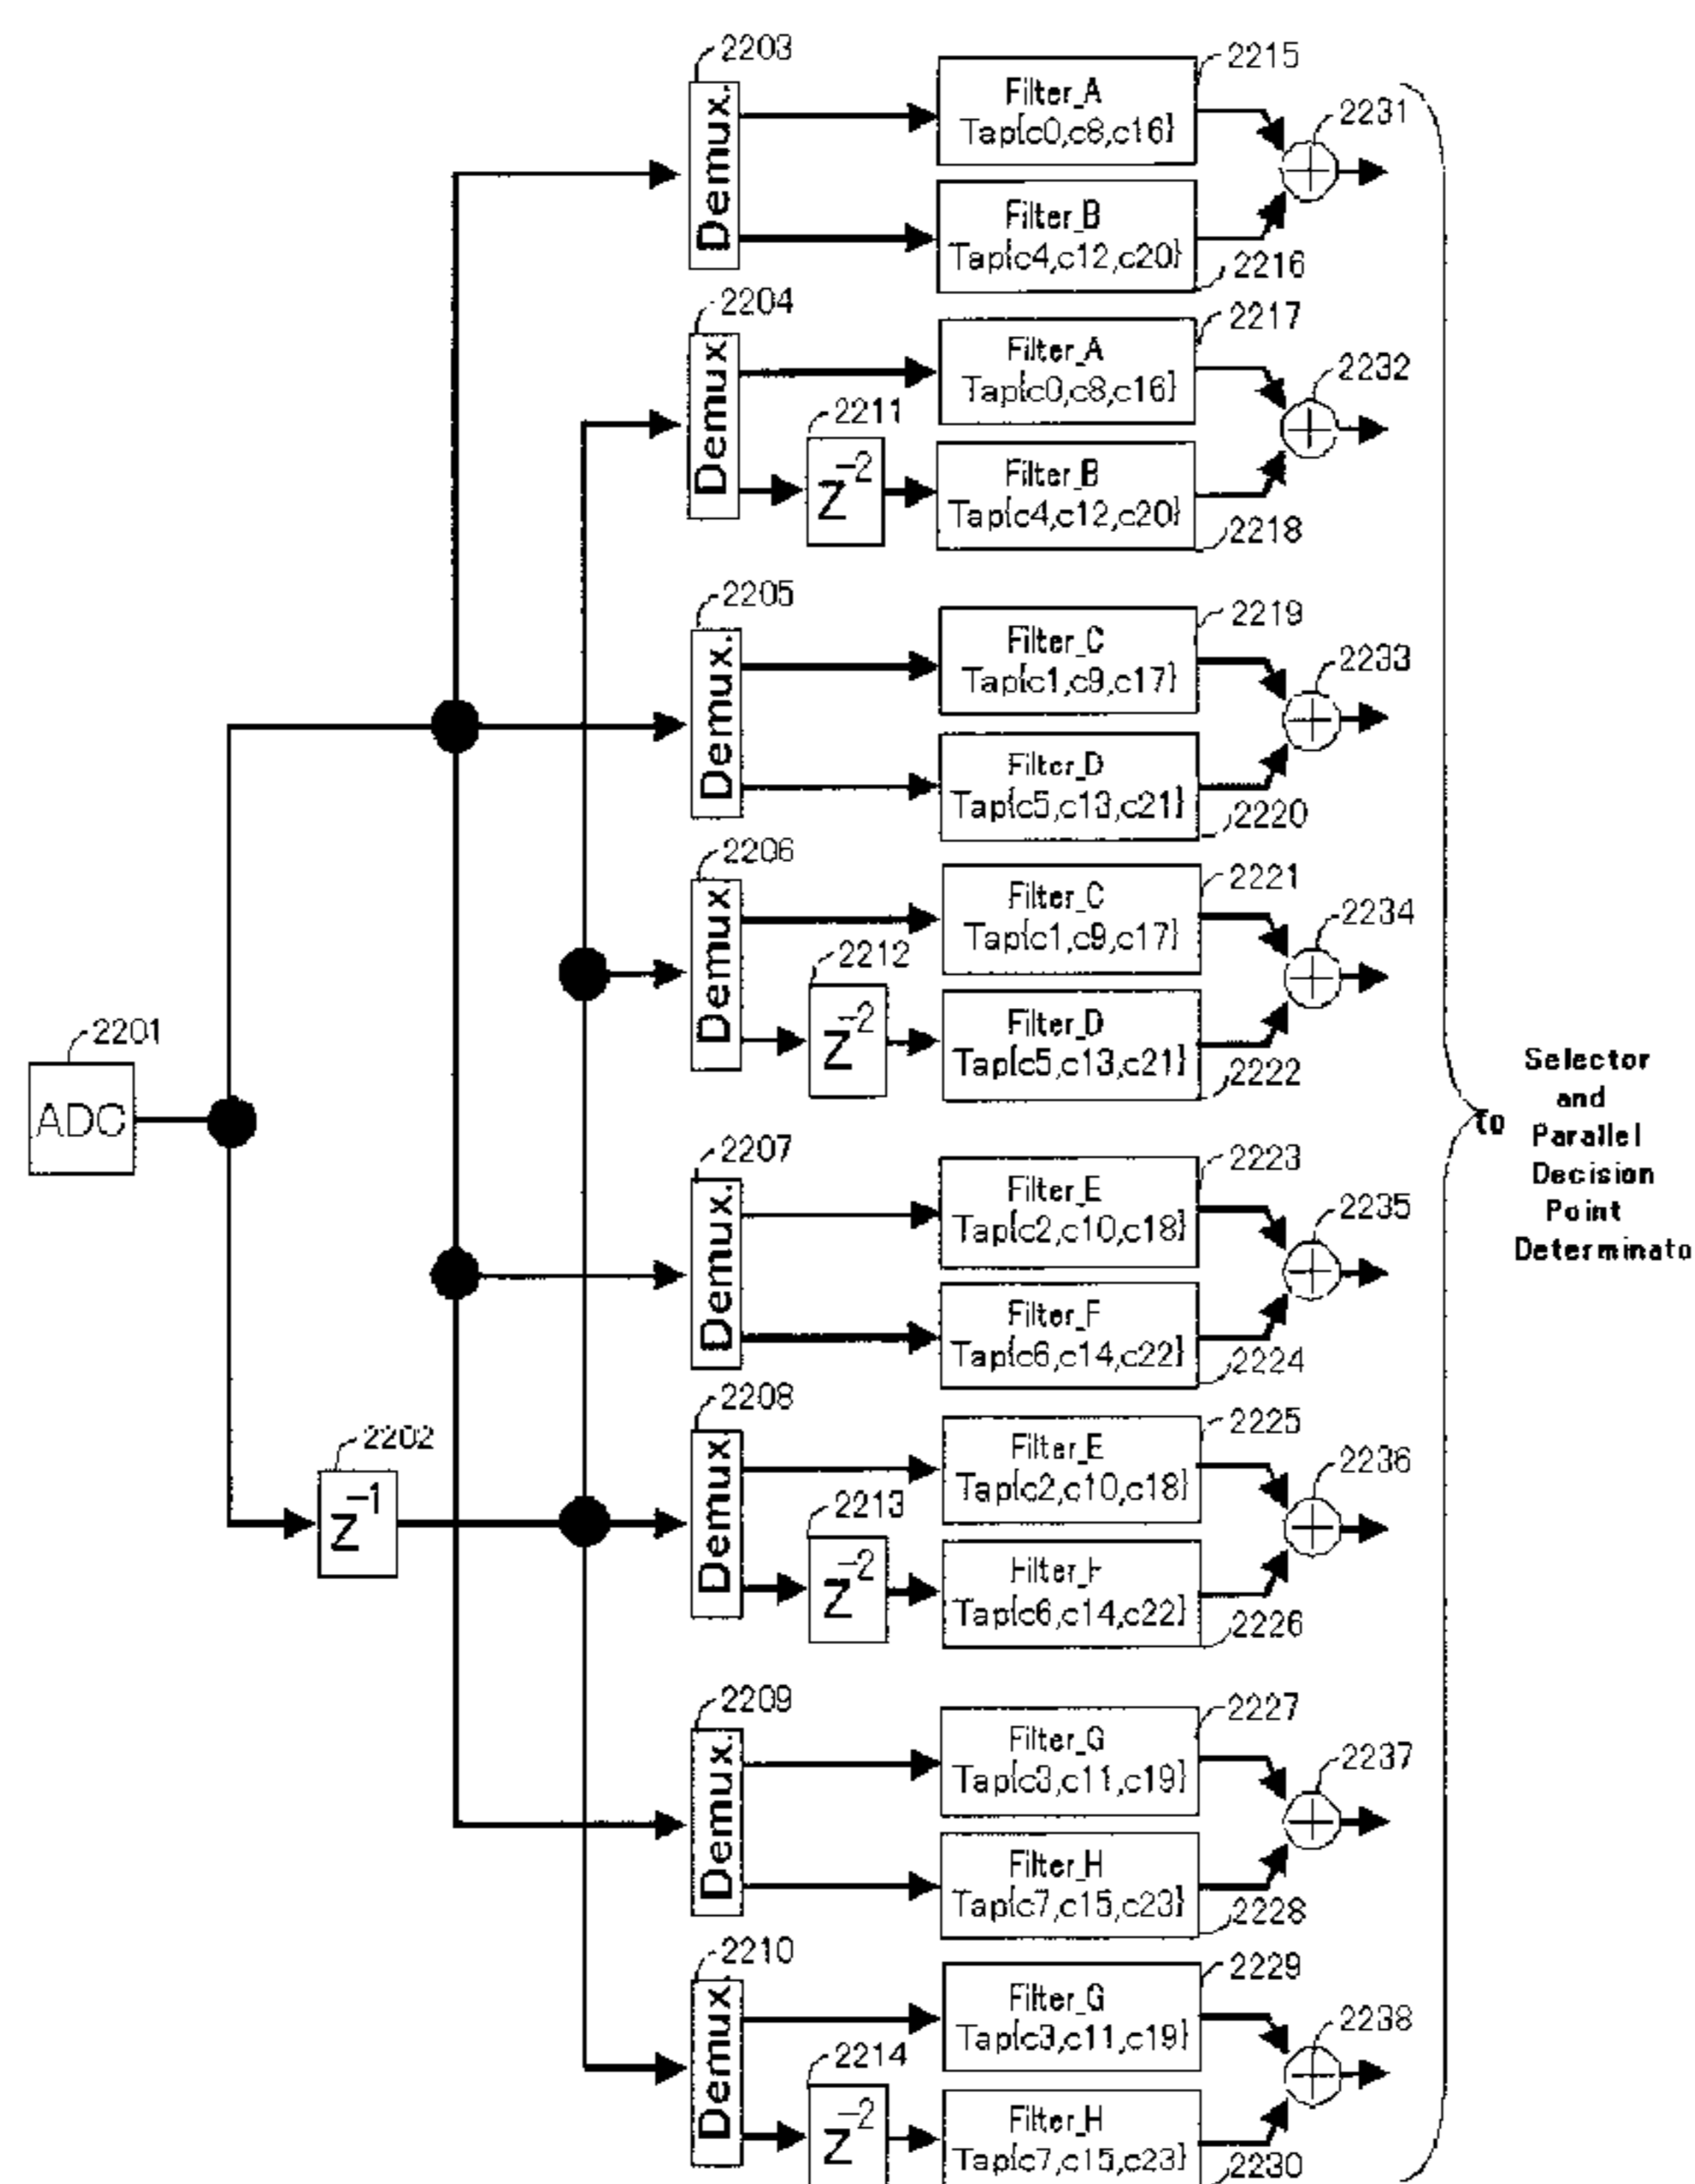 2203
Demux.
Filter_A
Tap{c0,c8,c16}
2215
2231
Filter_B
Tap{c4,c12,c20}
2216
2204
Demux.
Filter_A
Tap{c0,c8,c16}
2217
2232
2211
Z-2
Filter_B
Tap{c4,c12,c20}
2218
2205
Demux.
Filter_C
Tap{c1,c9,c17}
2219
2233
Filter_D
Tap{c5,c13,c21}
2220
2206
Demux.
Filter_C
Tap{c1,c9,c17}
2221
2234
2212
Z-2
Filter_D
Tap{c5,c13,c21}
2222
2201
ADC
2207
Demux.
Filter_E
Tap{c2,c10,c18}
2223
2235
Filter_F
Tap{c6,c14,c22}
2224
2202
Z-1
2208
Demux.
Filter_E
Tap{c2,c10,c18}
2225
2236
2213
Z-2
Filter_F
Tap{c6,c14,c22}
2226
2209
Demux.
Filter_G
Tap{c3,c11,c19}
2227
2237
Filter_H
Tap{c7,c15,c23}
2228
2210
Demux.
Filter_G
Tap{c3,c11,c19}
2229
2238
2214
Z-2
Filter_H
Tap{c7,c15,c23}
2230
to
Selector
and
Parallel
Decision
Point
Determinato